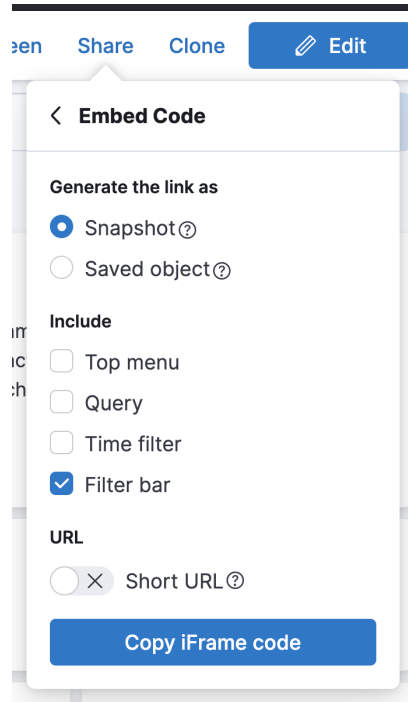 een Share Clone Edit
Embed Code
Generate the link as
Snapshot
Saved object
Include
Top menu
Query
Time filter
Filter bar
URL
Short URL
Copy iFrame code